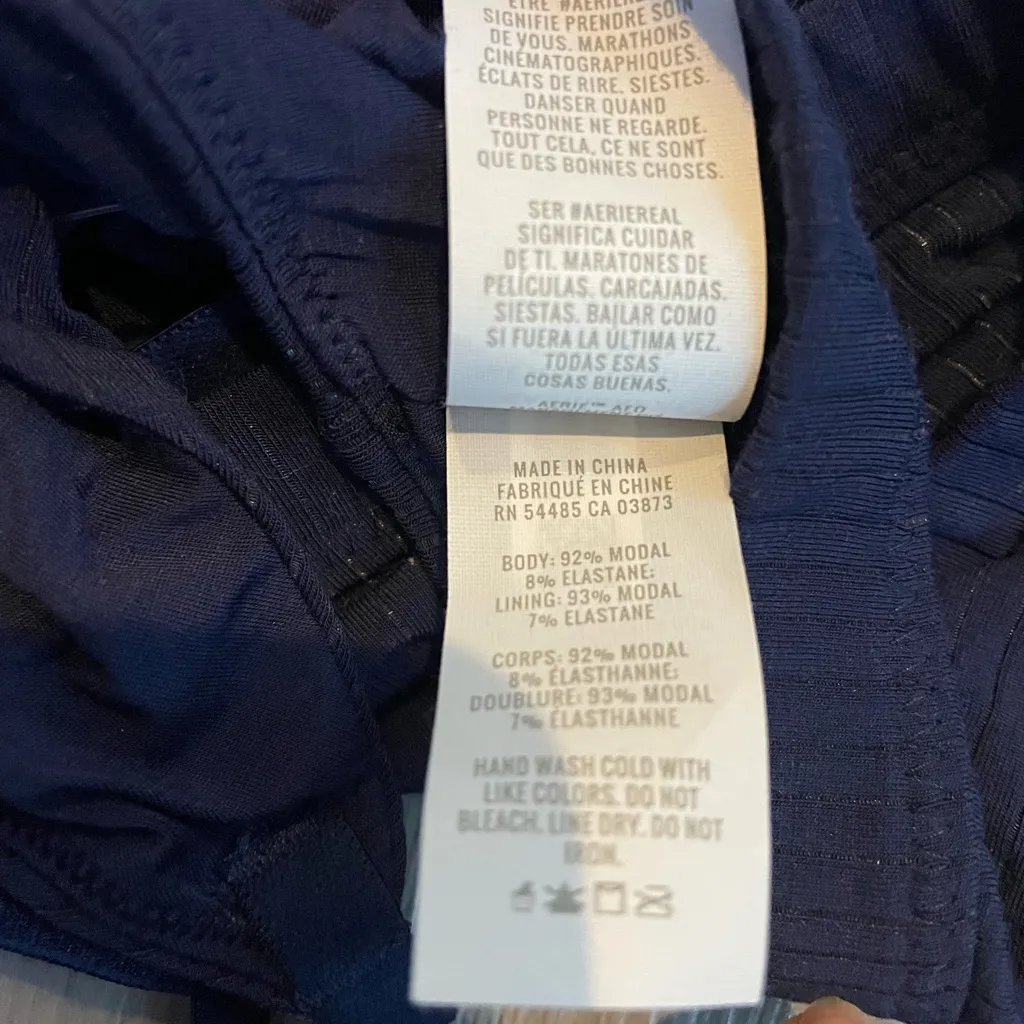 ÊTRE #AERIEREAL
SIGNIFIE PRENDRE SOIN
DE VOUS. MARATHONS
CINÉMATOGRAPHIQUES.
ÉCLATS DE RIRE. SIESTES.
DANSER QUAND
PERSONNE NE REGARDE.
TOUT CELA, CE NE SONT
QUE DES BONNES CHOSES.
SER #AERIEREAL
SIGNIFICA CUIDAR
DE TI. MARATONES DE
PELÍCULAS. CARCAJADAS.
SIESTAS. BAILAR COMO
SI FUERA LA ÚLTIMA VEZ.
TODAS ESAS
COSAS BUENAS.
AERIE™ AEO
MADE IN CHINA
FABRIQUÉ EN CHINE
RN 54485 CA 03873
BODY: 92% MODAL
8% ELASTANE;
LINING: 93% MODAL
7% ELASTANE
CORPS: 92% MODAL
8% ÉLASTHANNE;
DOUBLURE: 93% MODAL
7% ÉLASTHANNE
HAND WASH COLD WITH
LIKE COLORS. DO NOT
BLEACH. LINE DRY. DO NOT
IRON.